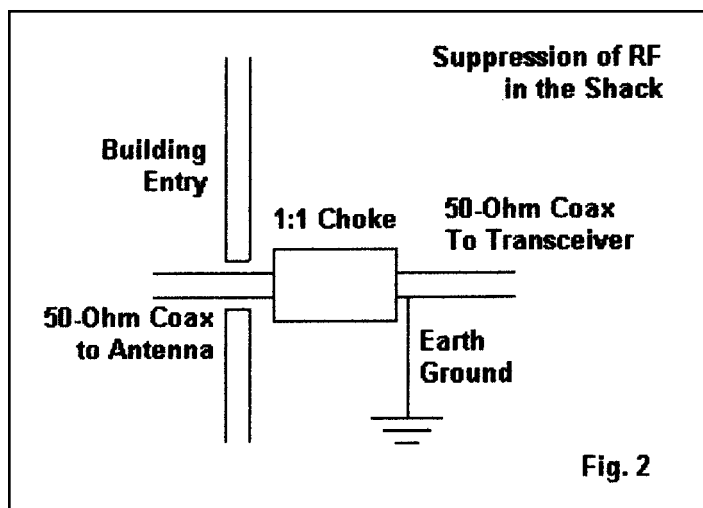 Suppression of RF
in the Shack
Building
Entry
1:1 Choke
50-Ohm Coax
To Transceiver
50-Ohm Coax
to Antenna
Earth
Ground
Fig. 2